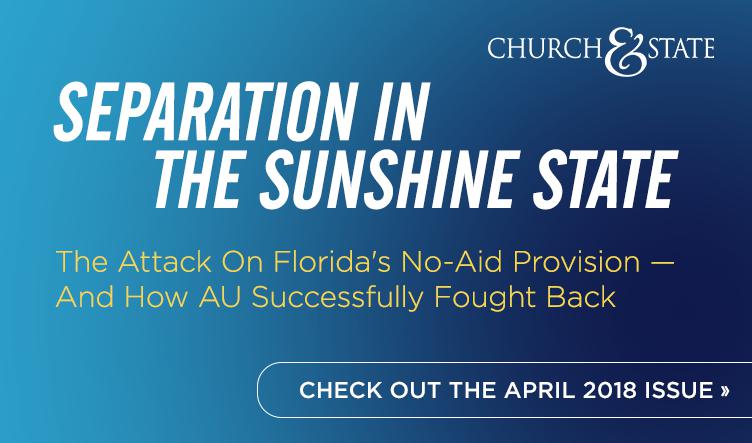 CHURCH & STATE
SEPARATION IN
THE SUNSHINE STATE
The Attack On Florida's No-Aid Provision —
And How AU Successfully Fought Back
CHECK OUT THE APRIL 2018 ISSUE »